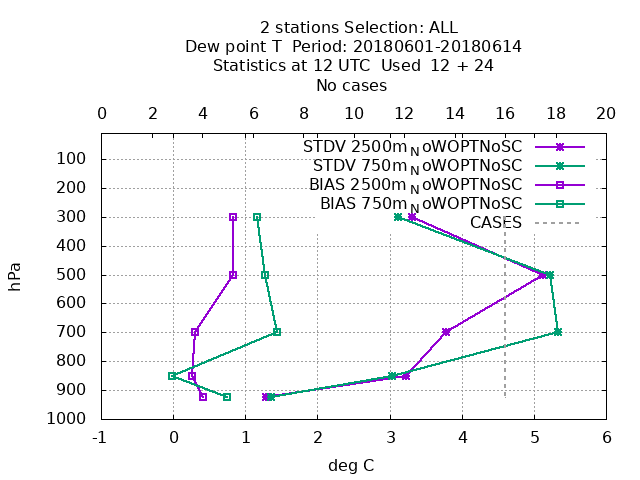 2 stations Selection: ALL
Dew point T  Period: 20180601-20180614
Statistics at 12 UTC  Used  12 + 24
No cases
0 2 4 6 8 10 12 14 16 18 20
STDV 2500m_NoWOPTNoSC
STDV 750m_NoWOPTNoSC
BIAS 2500m_NoWOPTNoSC
BIAS 750m_NoWOPTNoSC
CASES
100
200
300
400
500
600
700
800
900
1000
hPa
-1 0 1 2 3 4 5 6
deg C